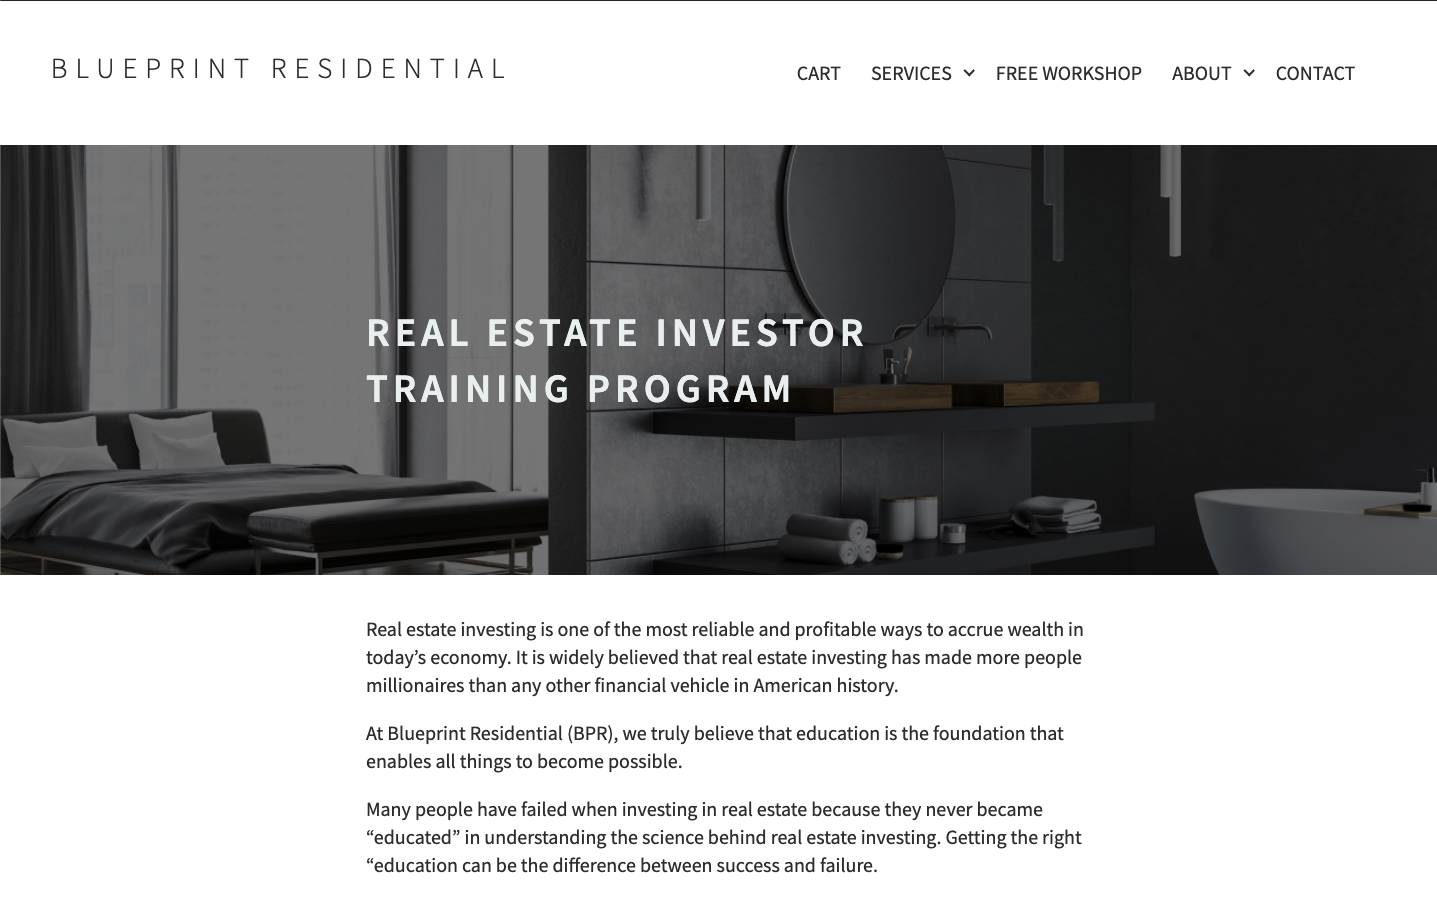 BLUEPRINT RESIDENTIAL
CART SERVICES FREE WORKSHOP ABOUT CONTACT
REAL ESTATE INVESTOR
TRAINING PROGRAM
Real estate investing is one of the most reliable and profitable ways to accrue wealth in
today’s economy. It is widely believed that real estate investing has made more people
millionaires than any other financial vehicle in American history.
At Blueprint Residential (BPR), we truly believe that education is the foundation that
enables all things to become possible.
Many people have failed when investing in real estate because they never became
“educated” in understanding the science behind real estate investing. Getting the right
“education can be the difference between success and failure.